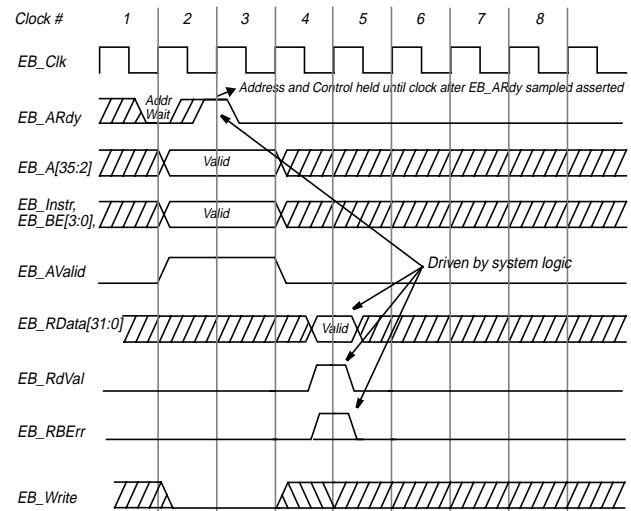 Clock # 1 2 3 4 5 6 7 8
EB_Clk
Address and Control held until clock after EB_ARdy sampled asserted
Addr
Wait
EB_ARdy
EB_A[35:2] Valid
EB_Instr,
EB_BE[3:0], Valid
EB_AValid
Driven by system logic
EB_RData[31:0] Valid
EB_RdVal
EB_RBErr
EB_Write